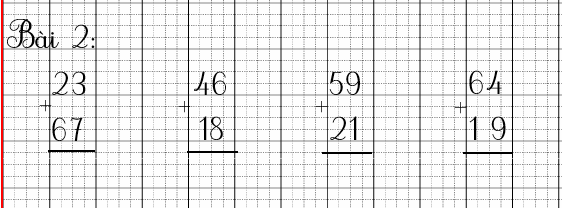 Bài 2:
23 46 59 64
+ + + +
67 18 21 19